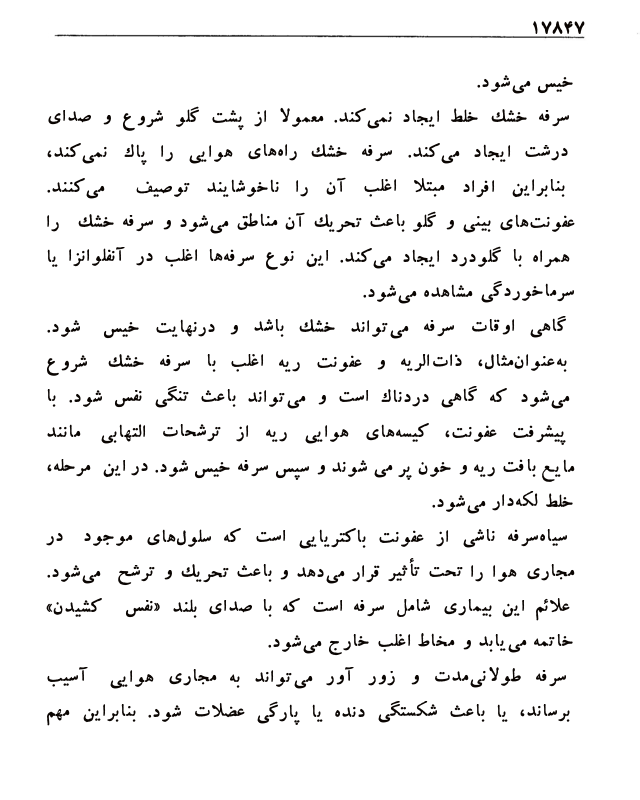 ۱۷۸۴۷
خیس می‌شود.
سرفه خشك خلط ایجاد نمی‌کند. معمولا از پشت گلو شروع و صدای
درشت ایجاد می‌کند. سرفه خشك راه‌های هوایی را پاك نمی‌کند،
بنابراین افراد مبتلا اغلب آن را ناخوشایند توصیف می‌کنند.
عفونت‌های بینی و گلو باعث تحریك آن مناطق می‌شود و سرفه خشك را
همراه با گلودرد ایجاد می‌کند. این نوع سرفه‌ها اغلب در آنفلوانزا یا
سرماخوردگی مشاهده می‌شود.
گاهی اوقات سرفه می‌تواند خشك باشد و درنهایت خیس شود.
به‌عنوان‌مثال، ذات‌الریه و عفونت ریه اغلب با سرفه خشك شروع
می‌شود که گاهی دردناك است و می‌تواند باعث تنگی نفس شود. با
پیشرفت عفونت، کیسه‌های هوایی ریه از ترشحات التهابی مانند
مایع بافت ریه و خون پر می شوند و سپس سرفه خیس شود. در این مرحله،
خلط لکه‌دار می‌شود.
سیاه‌سرفه ناشی از عفونت باکتریایی است که سلول‌های موجود در
مجاری هوا را تحت تأثیر قرار می‌دهد و باعث تحریك و ترشح می‌شود.
علائم این بیماری شامل سرفه است که با صدای بلند «نفس کشیدن»
خاتمه می‌یابد و مخاط اغلب خارج می‌شود.
سرفه طولانی‌مدت و زور آور می‌تواند به مجاری هوایی آسیب
برساند، یا باعث شکستگی دنده یا پارگی عضلات شود. بنابراین مهم